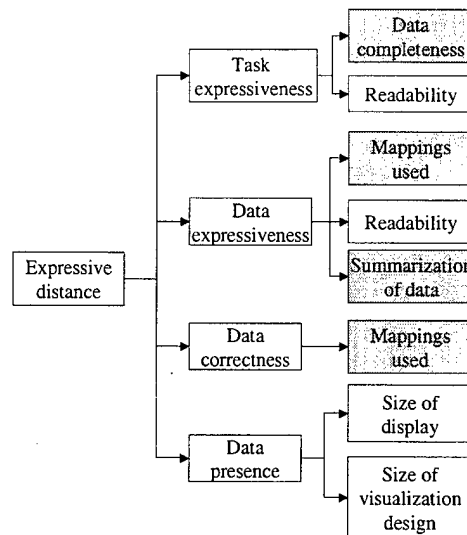 Data
completeness
Task
expressiveness
Readability
Mappings
used
Data
expressiveness
Readability
Expressive
distance
Summarization
of data
Data
correctness
Mappings
used
Size of
display
Data
presence
Size of
visualization
design